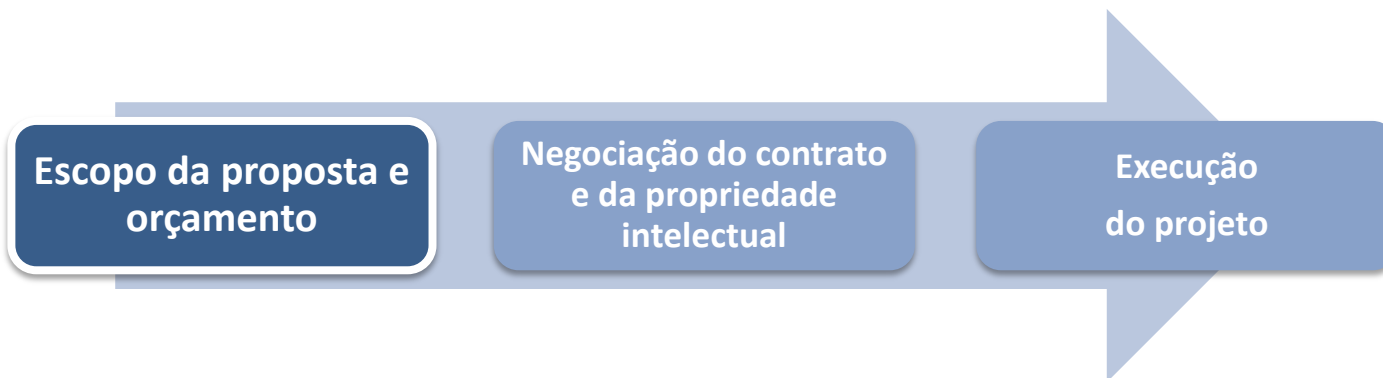 Escopo da proposta e
orçamento
Negociação do contrato
e da propriedade
intelectual
Execução
do projeto